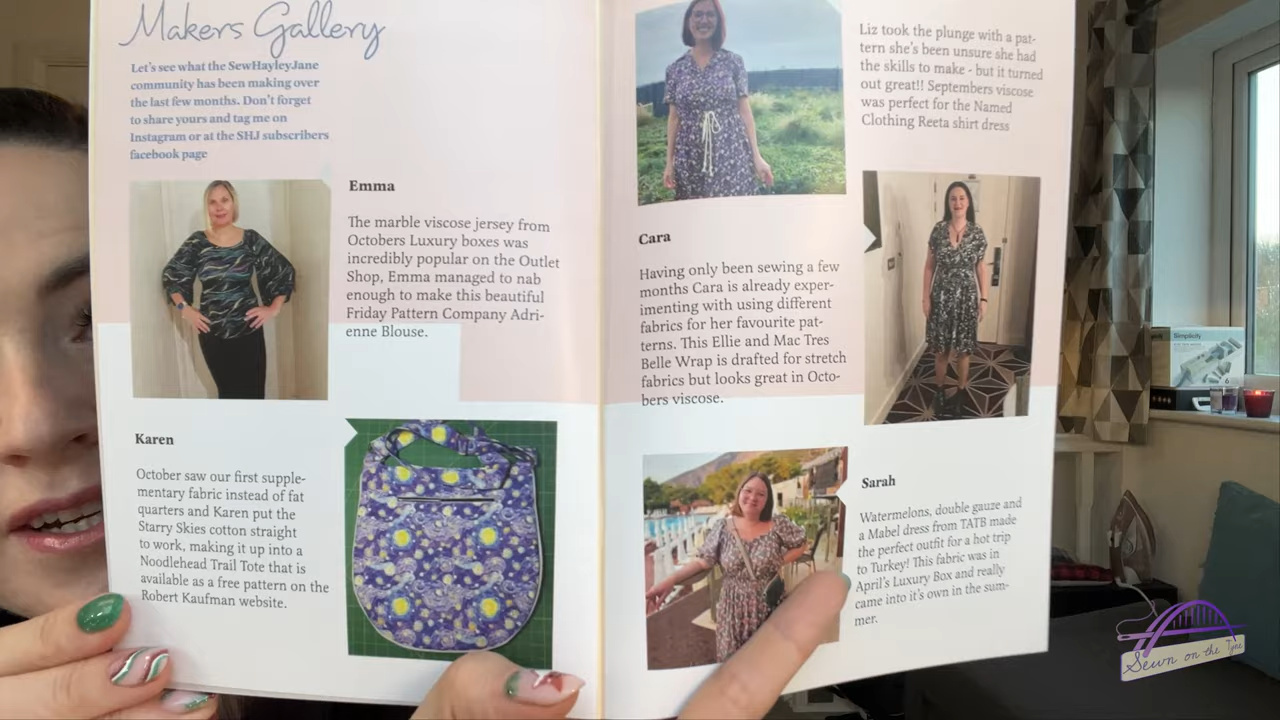 Makers Gallery
Let's see what the SewHayleyJane
community has been making over
the last few months. Don't forget
to share yours and tag me on
Instagram or at the SHJ subscribers
facebook page
Emma
The marble viscose jersey from
Octobers Luxury boxes was
incredibly popular on the Outlet
Shop, Emma managed to nab
enough to make this beautiful
Friday Pattern Company Adri-
enne Blouse.
Karen
October saw our first supple-
mentary fabric instead of fat
quarters and Karen put the
Starry Skies cotton straight
to work, making it up into a
Noodlehead Trail Tote that is
available as a free pattern on the
Robert Kaufman website.
Liz took the plunge with a pat-
tern she's been unsure she had
the skills to make - but it turned
out great!! Septembers viscose
was perfect for the Named
Clothing Reeta shirt dress
Cara
Having only been sewing a few
months Cara is already exper-
imenting with using different
fabrics for her favourite pat-
terns. This Ellie and Mac Tres
Belle Wrap is drafted for stretch
fabrics but looks great in Octo-
bers viscose.
Sarah
Watermelons, double gauze and
a Mabel dress from TATB made
the perfect outfit for a hot trip
to Turkey! This fabric was in
April's Luxury Box and really
came into it's own in the sum-
mer.
Simplicity
Sewn on the Tyne